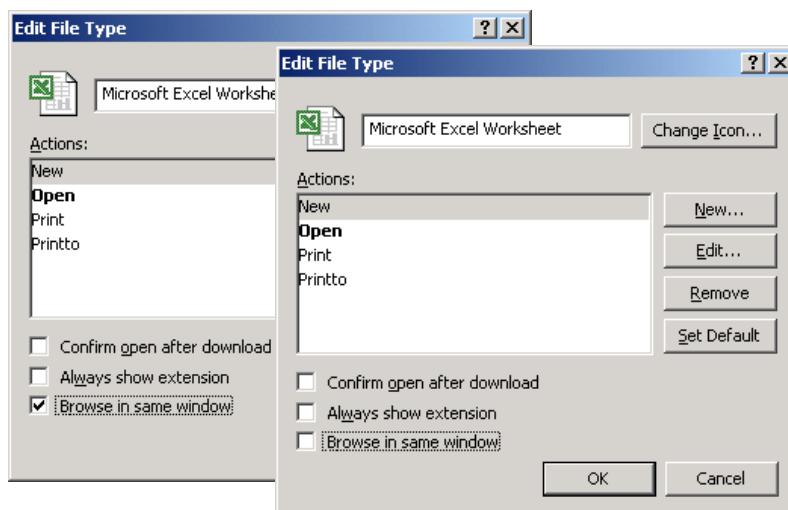 Edit File Type
Microsoft Excel Workshe
Actions:
New
Open
Print
Printto
Confirm open after download
Always show extension
Browse in same window
Edit File Type
Microsoft Excel Worksheet
Change Icon...
Actions:
New
Open
Print
Printto
New...
Edit...
Remove
Set Default
Confirm open after download
Always show extension
Browse in same window
OK
Cancel